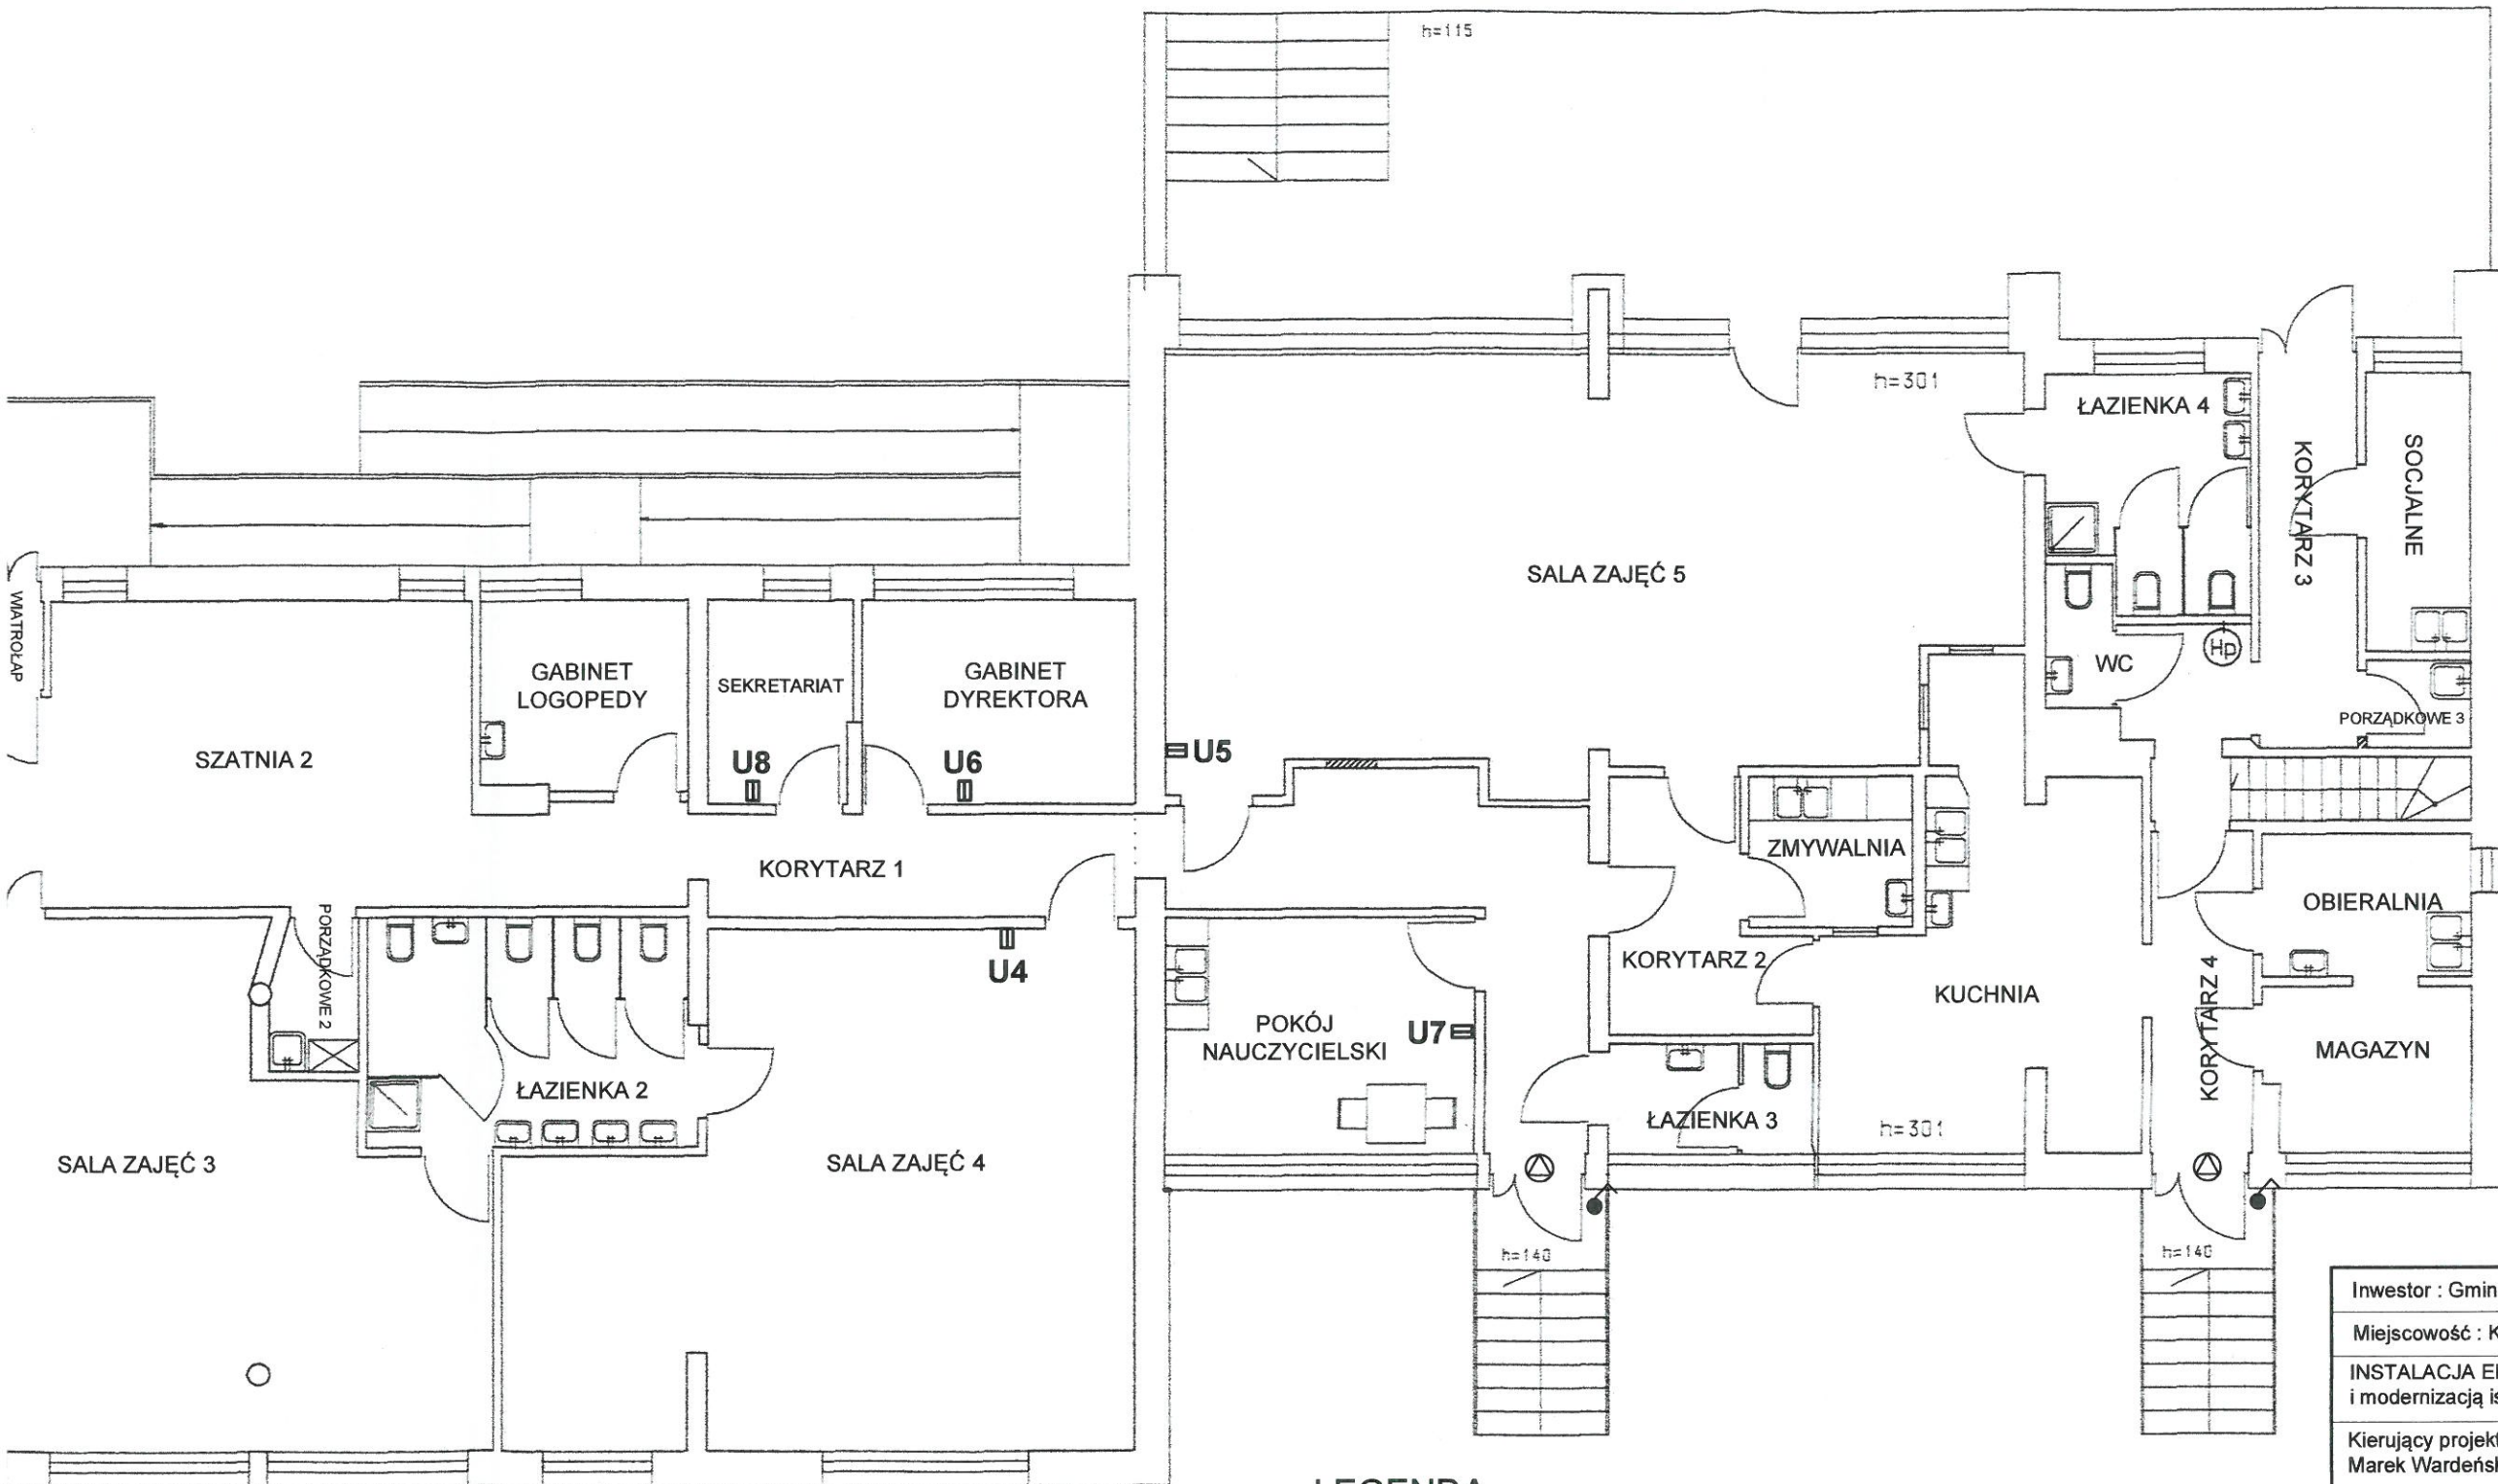 h=115
h=301
ŁAZIENKA 4
KORYTARZ 3
SOCJALNE
SALA ZAJĘĆ 5
WIATROŁAP
GABINET
LOGOPEDY
SEKRETARIAT
GABINET
DYREKTORA
WC
HP
PORZĄDKOWE 3
SZATNIA 2
U8
U6
U5
KORYTARZ 1
ZMYWALNIA
OBIERALNIA
PORZĄDKOWE 2
U4
KORYTARZ 2
KUCHNIA
KORYTARZ 4
POKÓJ
NAUCZYCIELSKI
U7
MAGAZYN
ŁAZIENKA 2
ŁAZIENKA 3
h=301
SALA ZAJĘĆ 3
SALA ZAJĘĆ 4
h=140
h=140
Inwestor : Gmin
Miejscowość : K
INSTALACJA
i modernizacją
Kierujący
Marek
LEGENDA